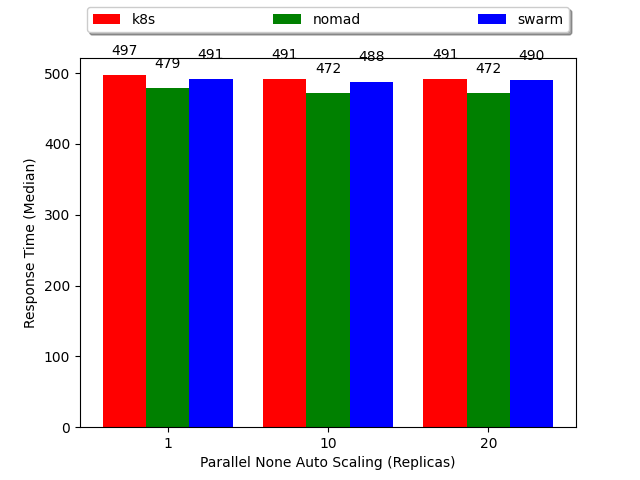 k8s nomad swarm
497 479 491 491 472 488 491 472 490
500
400
300
200
100
0
1 10 20
Response Time (Median)
Parallel None Auto Scaling (Replicas)